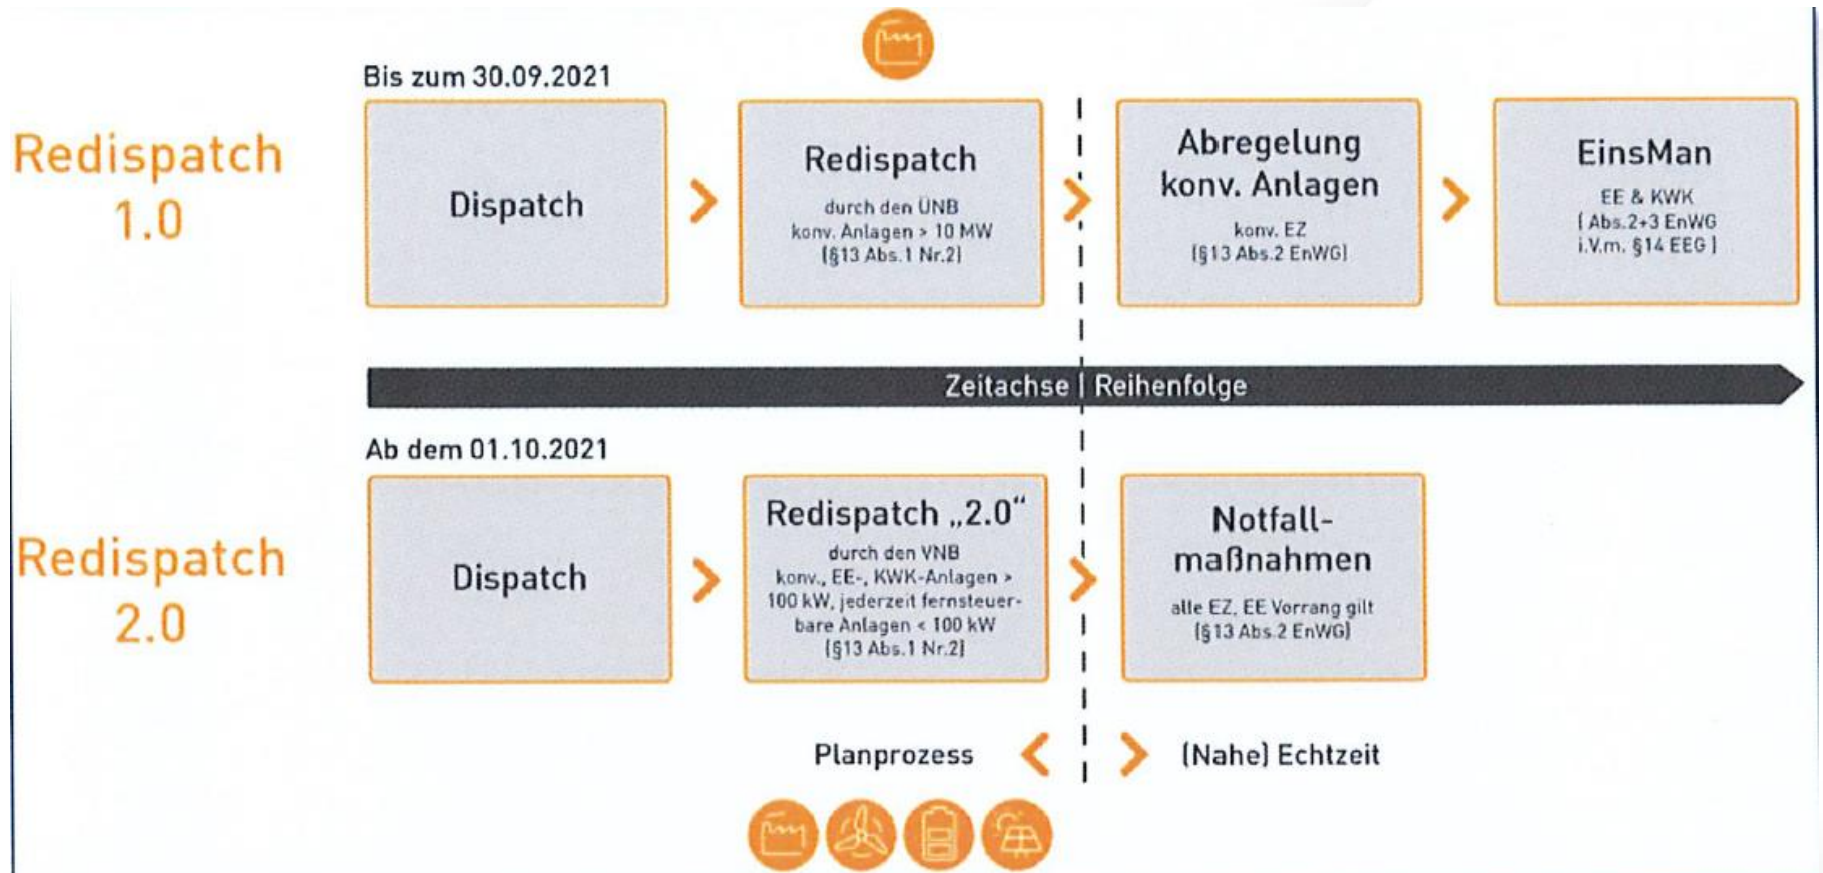 Bis zum 30.09.2021
Redispatch
1.0
Dispatch
Redispatch
durch den ÜNB
konv. Anlagen > 10 MW
(§13 Abs.1 Nr.2)
Abregelung
konv. Anlagen
konv. EZ
(§13 Abs.2 EnWG)
EinsMan
EE & KWK
( Abs.2+3 EnWG
i.V.m. §14 EEG )
Zeitachse | Reihenfolge
Ab dem 01.10.2021
Redispatch
2.0
Dispatch
Redispatch „2.0“
durch den VNB
konv., EE-, KWK-Anlagen >
100 kW, jederzeit fernsteuer-
bare Anlagen < 100 kW
(§13 Abs.1 Nr.2)
Notfall-
maßnahmen
alle EZ, EE Vorrang gilt
(§13 Abs.2 EnWG)
Planprozess
(Nahe) Echtzeit